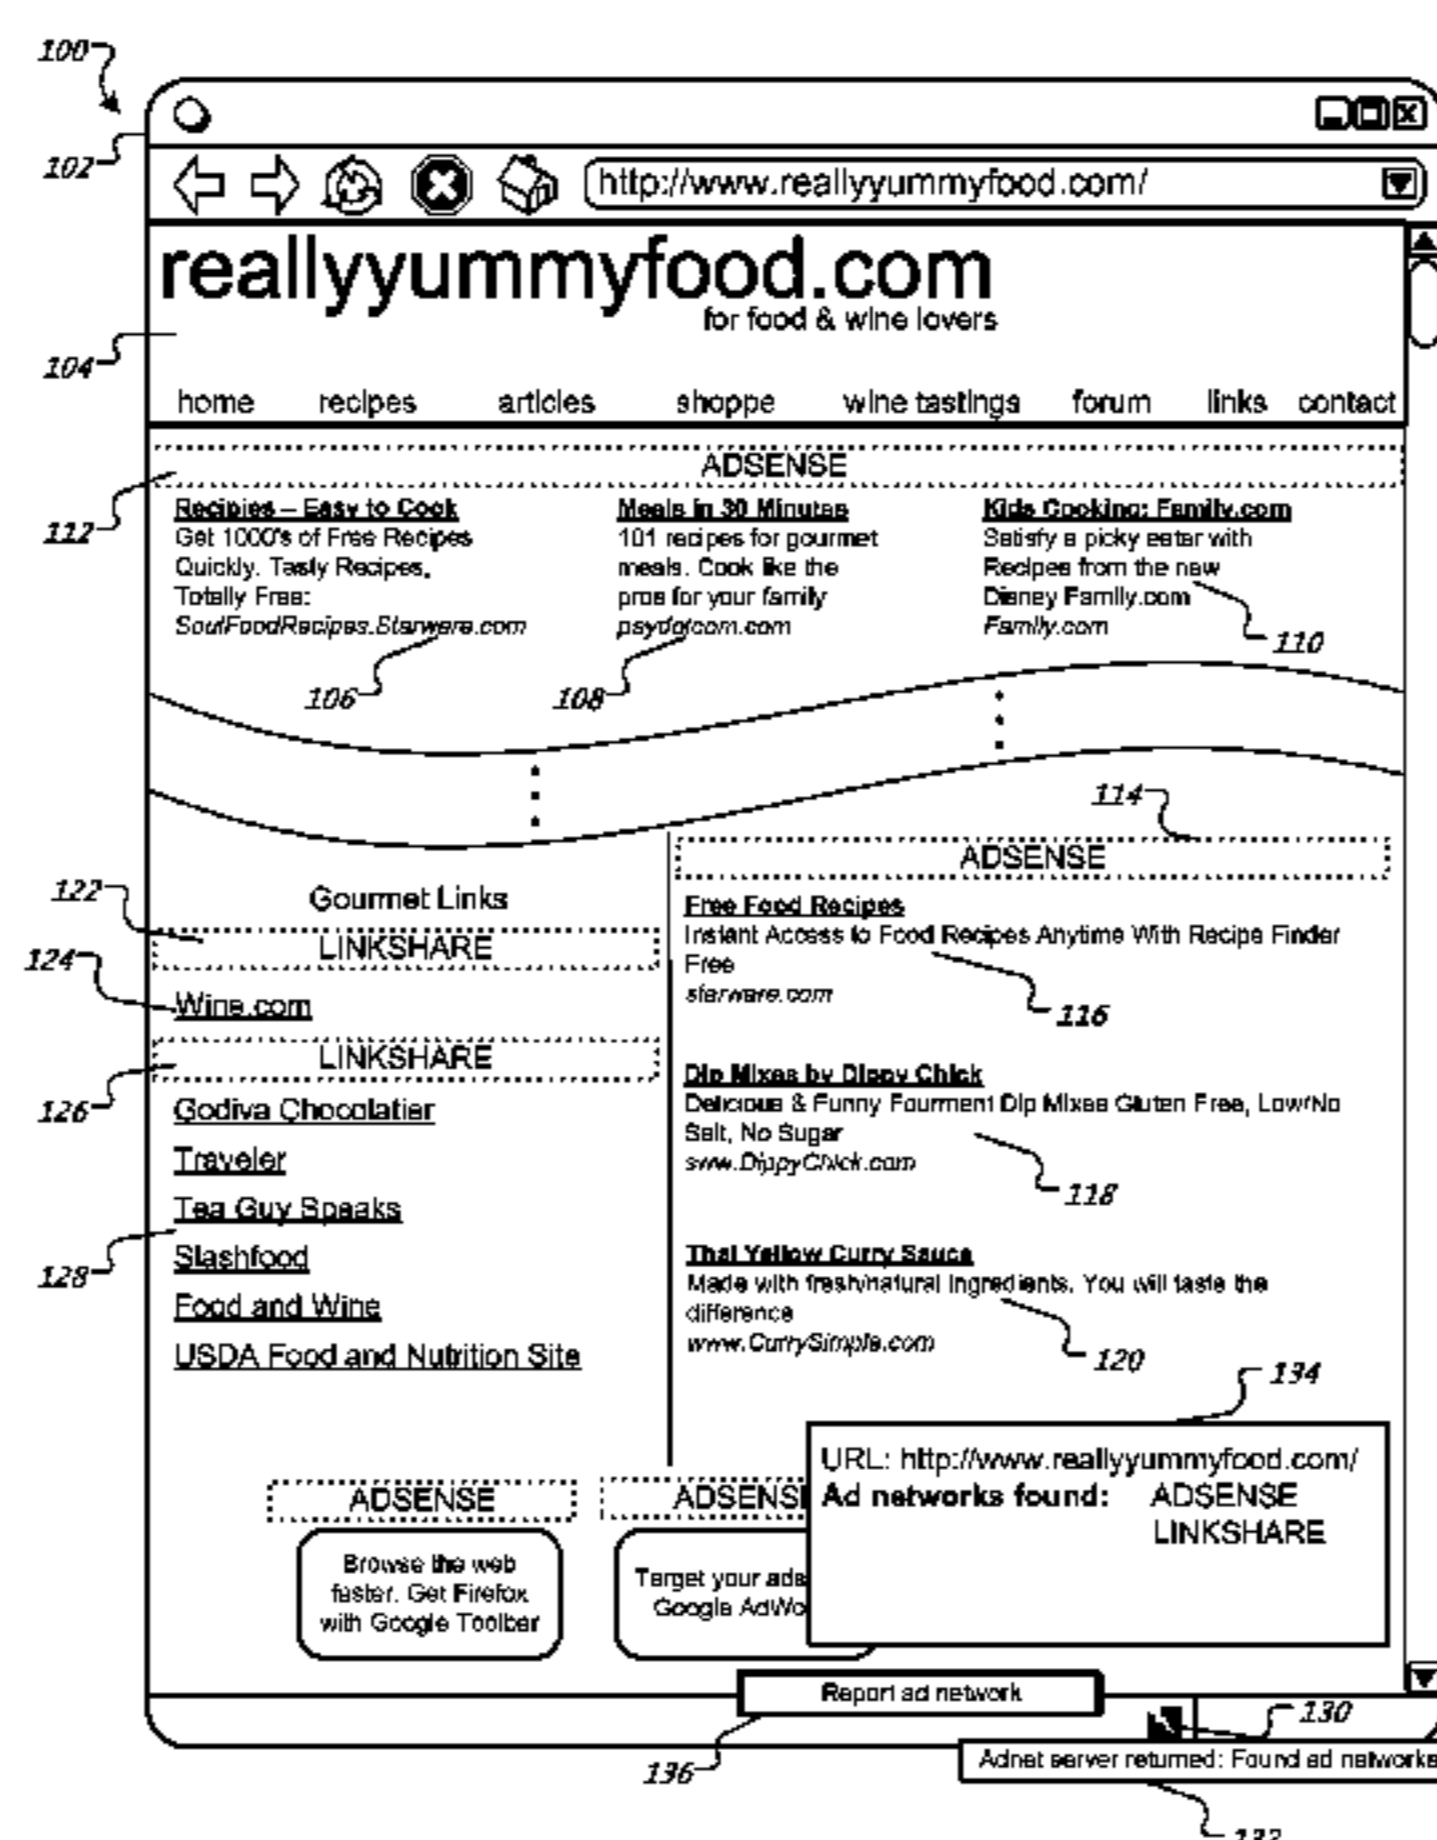 100
102
http://www.reallyyummyfood.com/
reallyyummyfood.com
for food & wine lovers
104
home recipes articles shoppe wine tastings forum links contact
ADSENSE
112
Recipies – Easy to Cook
Get 1000's of Free Recipes
Quickly. Tasty Recipes,
Totally Free:
SoulFoodRecipes.Starware.com
106
Meals in 30 Minutes
101 recipes for gourmet
meals. Cook like the
pros for your family
psydotcom.com
108
Kids Cooking: Family.com
Satisfy a picky eater with
Recipes from the new
Disney Family.com
Family.com
110
122
Gourmet Links
LINKSHARE
124
Wine.com
LINKSHARE
126
Godiva Chocolatier
Traveler
Tea Guy Speaks
128
Slashfood
Food and Wine
USDA Food and Nutrition Site
114
ADSENSE
Free Food Recipes
Instant Access to Food Recipes Anytime With Recipe Finder
Free
starware.com
116
Dip Mixes by Dippy Chick
Delicious & Funny Fourment Dip Mixes Gluten Free, Low/No
Salt, No Sugar
www.DippyChick.com
118
Thai Yellow Curry Sauce
Made with fresh/natural ingredients. You will taste the
difference
www.CurrySimple.com
120
134
URL: http://www.reallyyummyfood.com/
Ad networks found: ADSENSE
LINKSHARE
ADSENSE
Browse the web
faster. Get Firefox
with Google Toolbar
ADSENSE
Target your ads
Google AdWo
Report ad network
136
130
Adnet server returned: Found ad networks
132